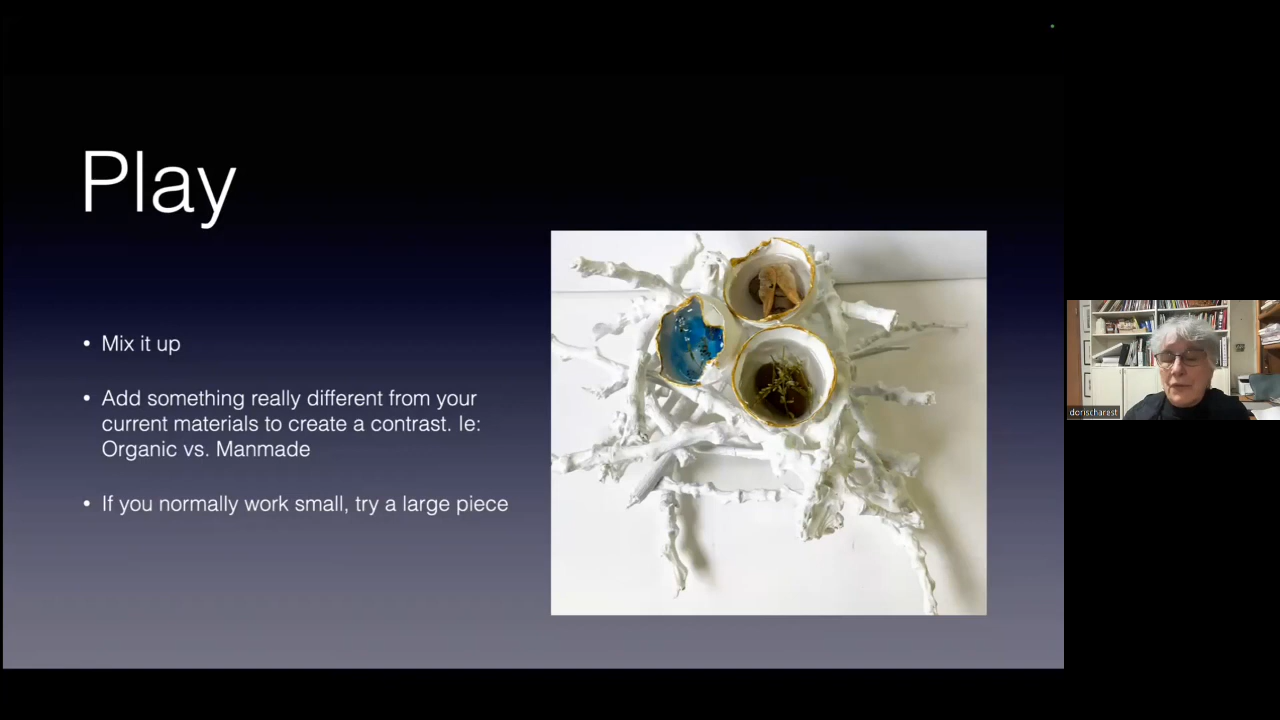 Play
• Mix it up
• Add something really different from your
current materials to create a contrast. Ie:
Organic vs. Manmade
• If you normally work small, try a large piece
dorischarest